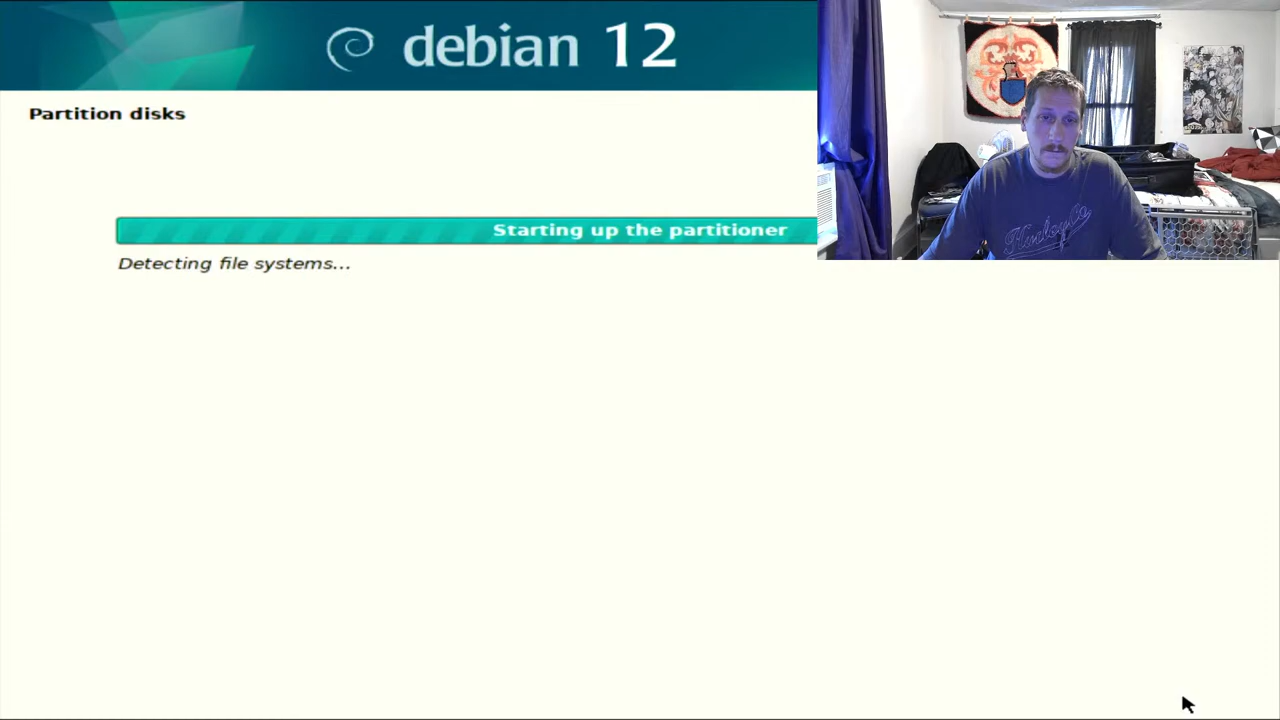 debian 12
Partition disks
Starting up the partitioner
Detecting file systems...